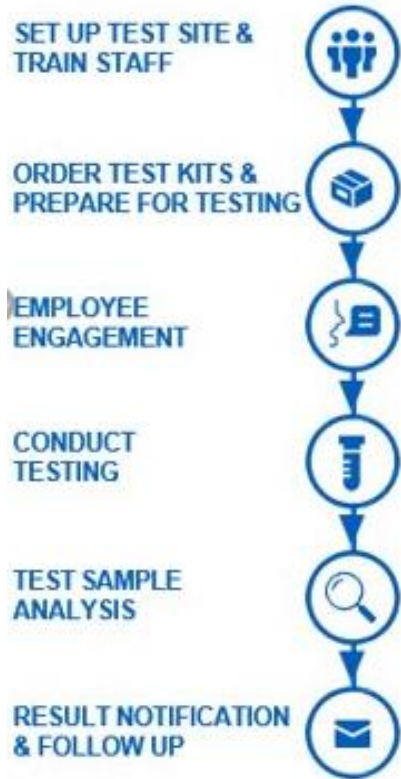 SET UP TEST SITE &
TRAIN STAFF
ORDER TEST KITS &
PREPARE FOR TESTING
EMPLOYEE
ENGAGEMENT
CONDUCT
TESTING
TEST SAMPLE
ANALYSIS
RESULT NOTIFICATION
& FOLLOW UP